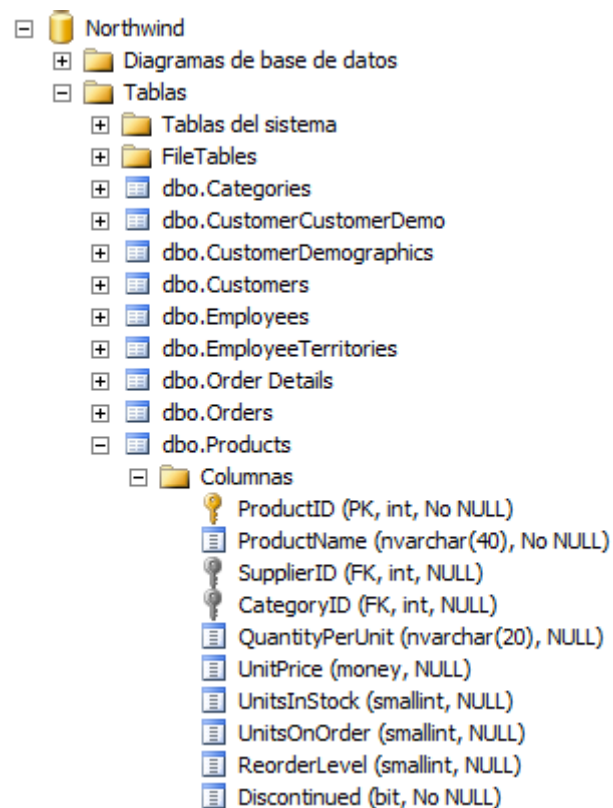 Northwind
Diagramas de base de datos
Tablas
Tablas del sistema
FileTables
dbo.Categories
dbo.CustomerCustomerDemo
dbo.CustomerDemographics
dbo.Customers
dbo.Employees
dbo.EmployeeTerritories
dbo.Order Details
dbo.Orders
dbo.Products
Columnas
ProductID (PK, int, No NULL)
ProductName (nvarchar(40), No NULL)
SupplierID (FK, int, NULL)
CategoryID (FK, int, NULL)
QuantityPerUnit (nvarchar(20), NULL)
UnitPrice (money, NULL)
UnitsInStock (smallint, NULL)
UnitsOnOrder (smallint, NULL)
ReorderLevel (smallint, NULL)
Discontinued (bit, No NULL)